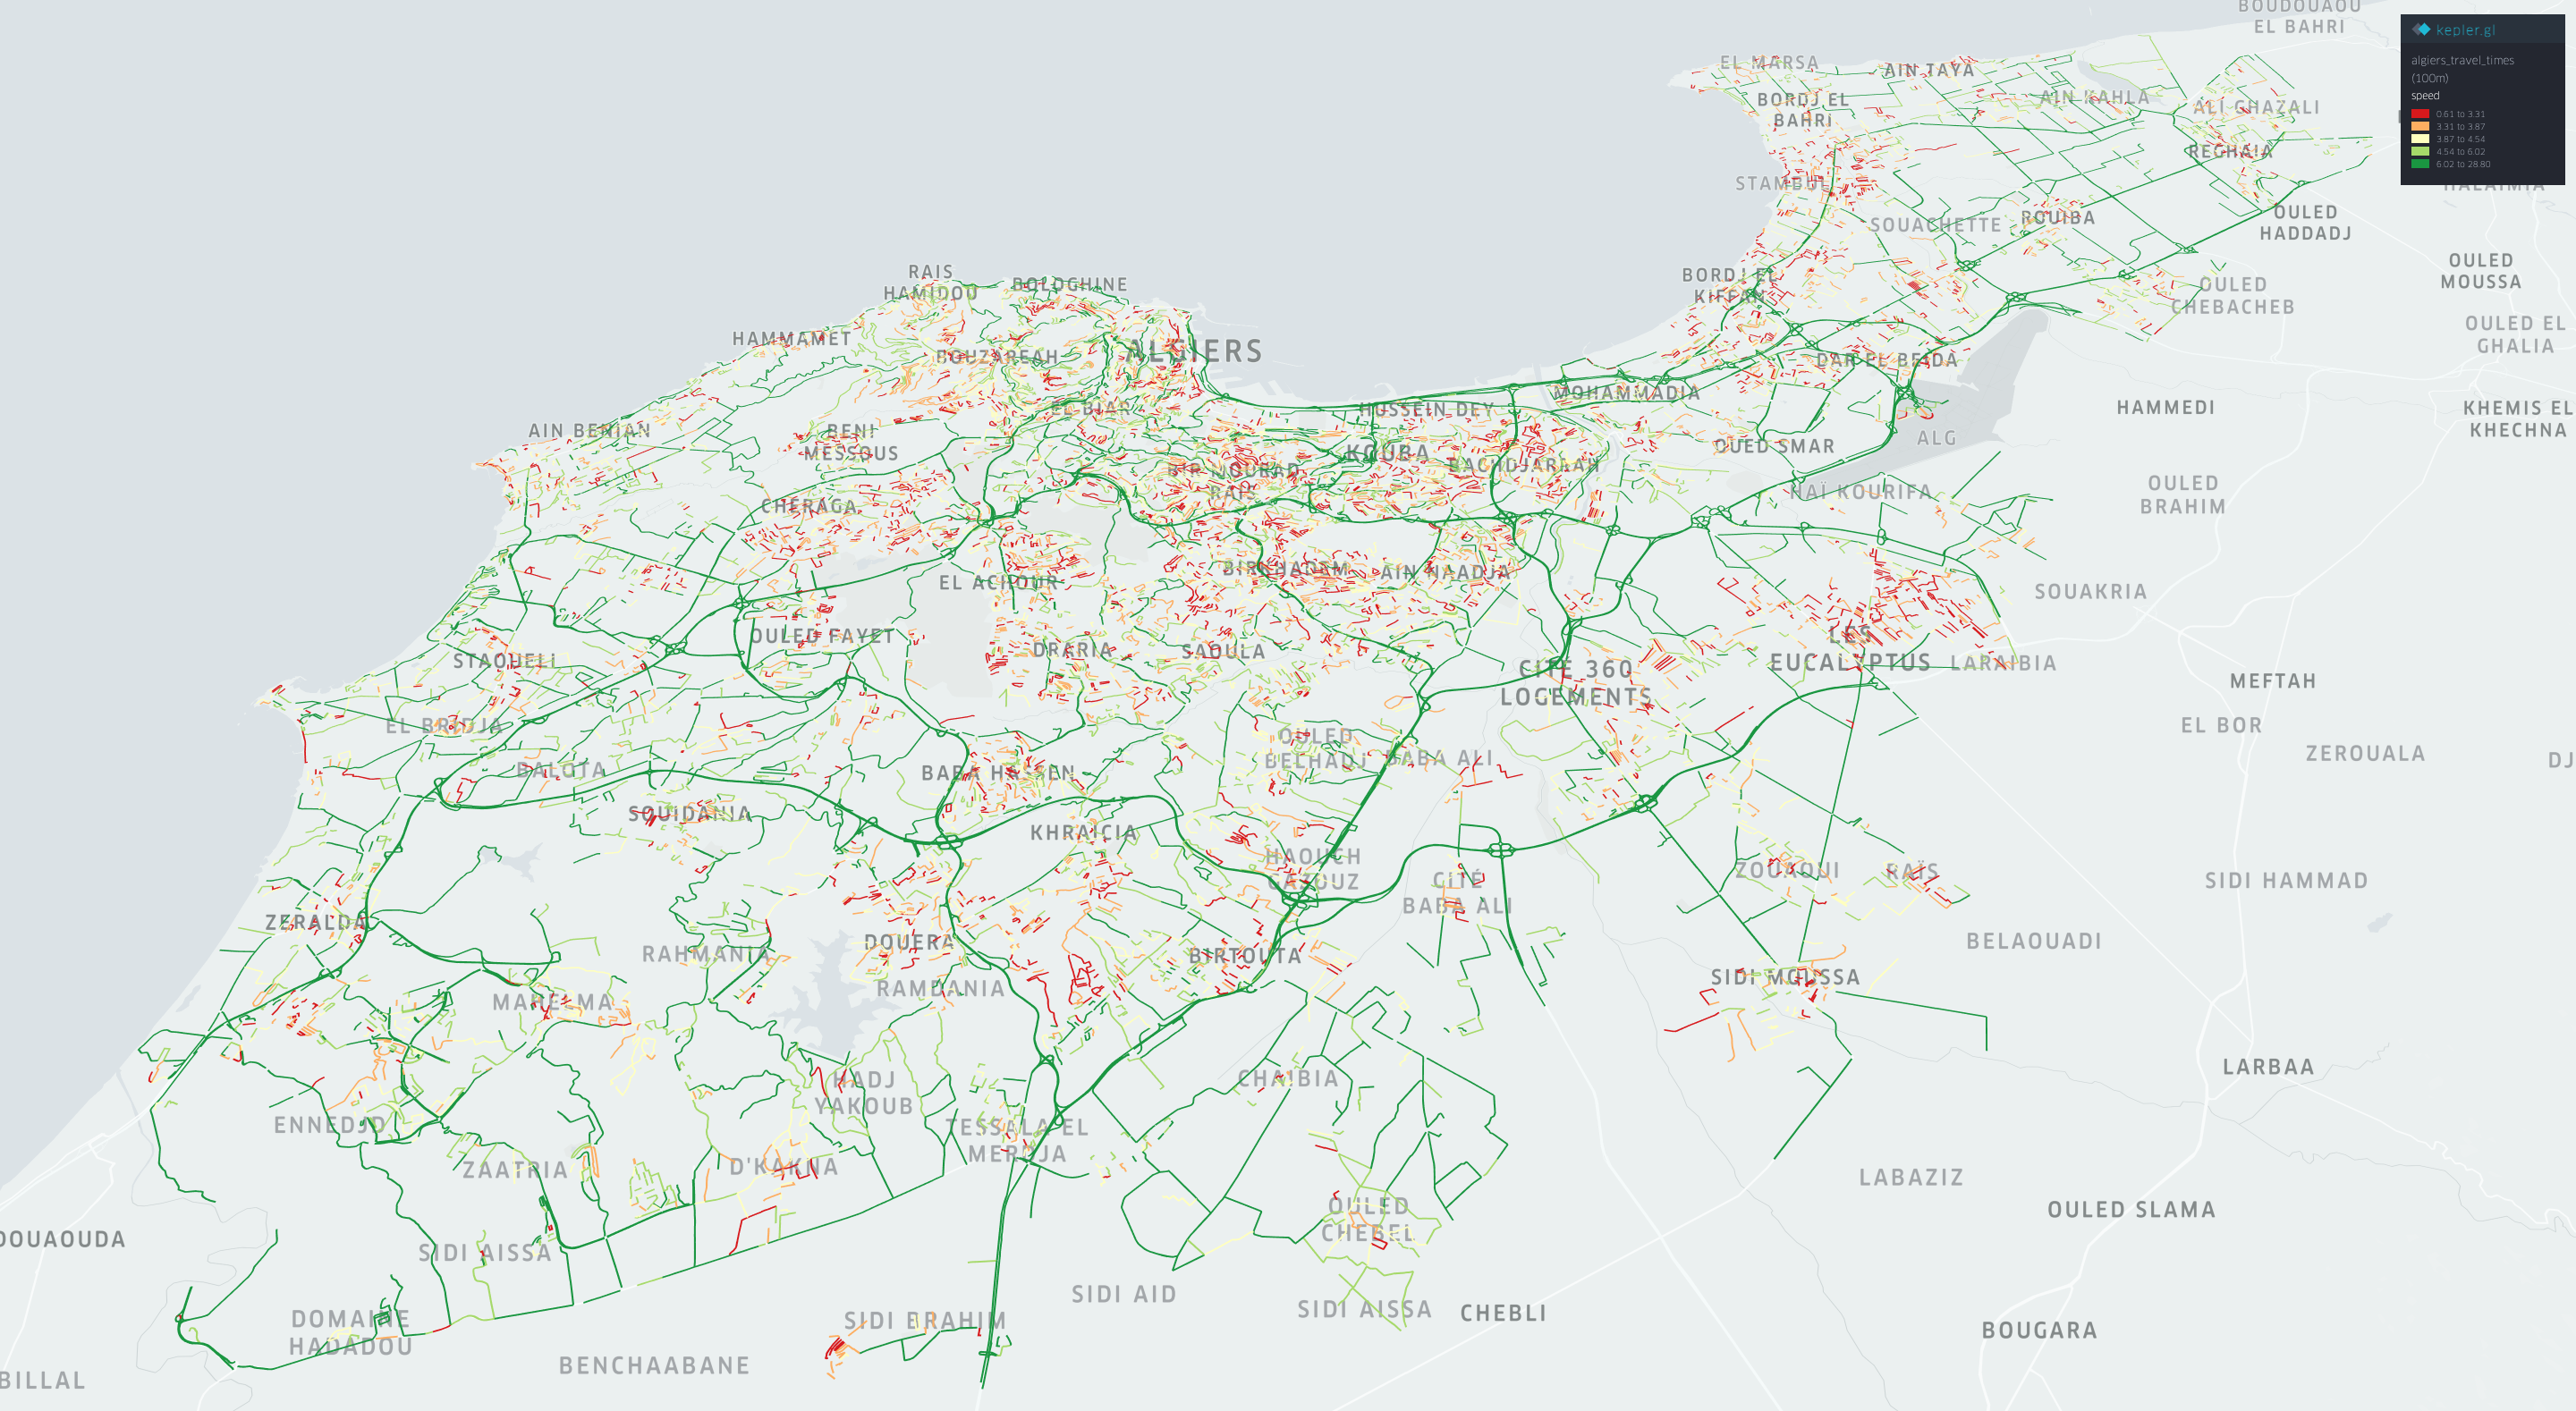 BOUDOUAOU
EL BAHRI
kepler.gl
algiers_travel_times
(100m)
speed
0.61 to 3.31
3.31 to 3.87
3.87 to 4.54
4.54 to 6.02
6.02 to 28.80
HALAIMIA
EL MARSA
AIN TAYA
BORDJ EL
BAHRI
AIN KAHLA
ALI GHAZALI
REGHAIA
STAMBUL
SOUACHETTE
ROUIBA
OULED
HADDADJ
OULED
MOUSSA
RAIS
HAMIDOU
BOLOGHINE
BORDJ EL
KIFFAN
OULED
CHEBACHEB
OULED EL
GHALIA
HAMMAMET
BOUZAREAH
ALGIERS
DAR EL BEIDA
MOHAMMADIA
HUSSEIN DEY
EL BIAR
HAMMEDI
KHEMIS EL
KHECHNA
AIN BENIAN
BENI
MESSOUS
KOUBA
BACHDJARRAH
OUED SMAR
ALG
BIR MOURAD
RAIS
CHERAGA
HAÏ KOURIFA
OULED
BRAHIM
EL ACHOUR
BIRKHADEM
AIN NAADJA
SOUAKRIA
OULED FAYET
DRARIA
SAOULA
LES
EUCALYPTUS
LARAIBIA
STAOUELI
CITÉ 360
LOGEMENTS
MEFTAH
EL BRIDJA
EL BOR
OULED
BELHADJ
BABA ALI
ZEROUALA
DJ
BALOTA
BABA HASSEN
SOUIDANIA
KHRAICIA
HAOUCH
GAZOUZ
CITÉ
BABA ALI
ZOUAOUI
RAÏS
SIDI HAMMAD
ZERALDA
DOUERA
RAHMANIA
BIRTOUTA
BELAOUADI
SIDI MOUSSA
RAMDANIA
MAHELMA
LARBAA
HADJ
YAKOUB
CHAIBIA
ENNEDJD
TESSALA EL
MERDJA
ZAATRIA
D'KAKNA
LABAZIZ
OULED SLAMA
OULED
CHEBEL
DOUAOUDA
SIDI AISSA
SIDI AID
SIDI AISSA
CHEBLI
DOMAINE
HADADOU
SIDI BRAHIM
BOUGARA
BENCHAABANE
BILLAL